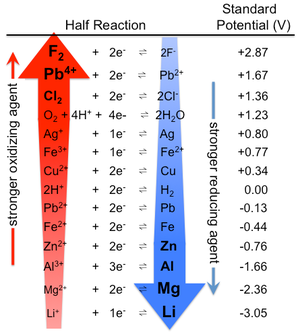 Half Reaction
Standard
Potential (V)
F₂ + 2e⁻ ⇌ 2F⁻ +2.87
Pb⁴⁺ + 2e⁻ ⇌ Pb²⁺ +1.67
Cl₂ + 2e⁻ ⇌ 2Cl⁻ +1.36
O₂ + 4H⁺ + 4e- ⇌ 2H₂O +1.23
Ag⁺ + 1e⁻ ⇌ Ag +0.80
Fe³⁺ + 1e⁻ ⇌ Fe²⁺ +0.77
Cu²⁺ + 2e⁻ ⇌ Cu +0.34
2H⁺ + 2e⁻ ⇌ H₂ 0.00
Pb²⁺ + 2e⁻ ⇌ Pb -0.13
Fe²⁺ + 2e⁻ ⇌ Fe -0.44
Zn²⁺ + 2e⁻ ⇌ Zn -0.76
Al³⁺ + 3e⁻ ⇌ Al -1.66
Mg²⁺ + 2e⁻ ⇌ Mg -2.36
Li⁺ + 1e⁻ ⇌ Li -3.05
stronger oxidizing agent
stronger reducing agent